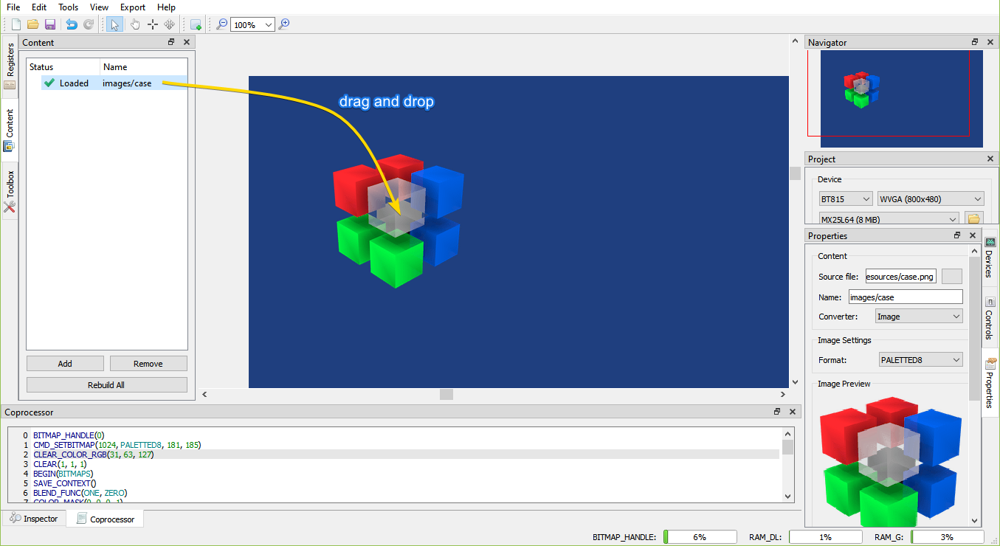 File Edit Tools View Export Help
100%
Registers
Content
Toolbox
Content
Status Name
Loaded images/case
Add Remove
Rebuild All
drag and drop
Navigator
Project
Device
BT815 WVGA (800x480)
MX25L64 (8 MiB)
Properties
Content
Source file: esources/case.png
Name: images/case
Converter: Image
Image Settings
Format: PALETTED8
Image Preview
Devices
Controls
Properties
Coprocessor
0 BITMAP_HANDLE(0)
1 CMD_SETBITMAP(1024, PALETTED8, 181, 185)
2 CLEAR_COLOR_RGB(31, 63, 127)
3 CLEAR(1, 1, 1)
4 BEGIN(BITMAPS)
5 SAVE_CONTEXT()
6 BLEND_FUNC(ONE, ZERO)
7 COLOR_MASK(0, 0, 0, 1)
Inspector Coprocessor
BITMAP_HANDLE: 6% RAM_DL: 1% RAM_G: 3%